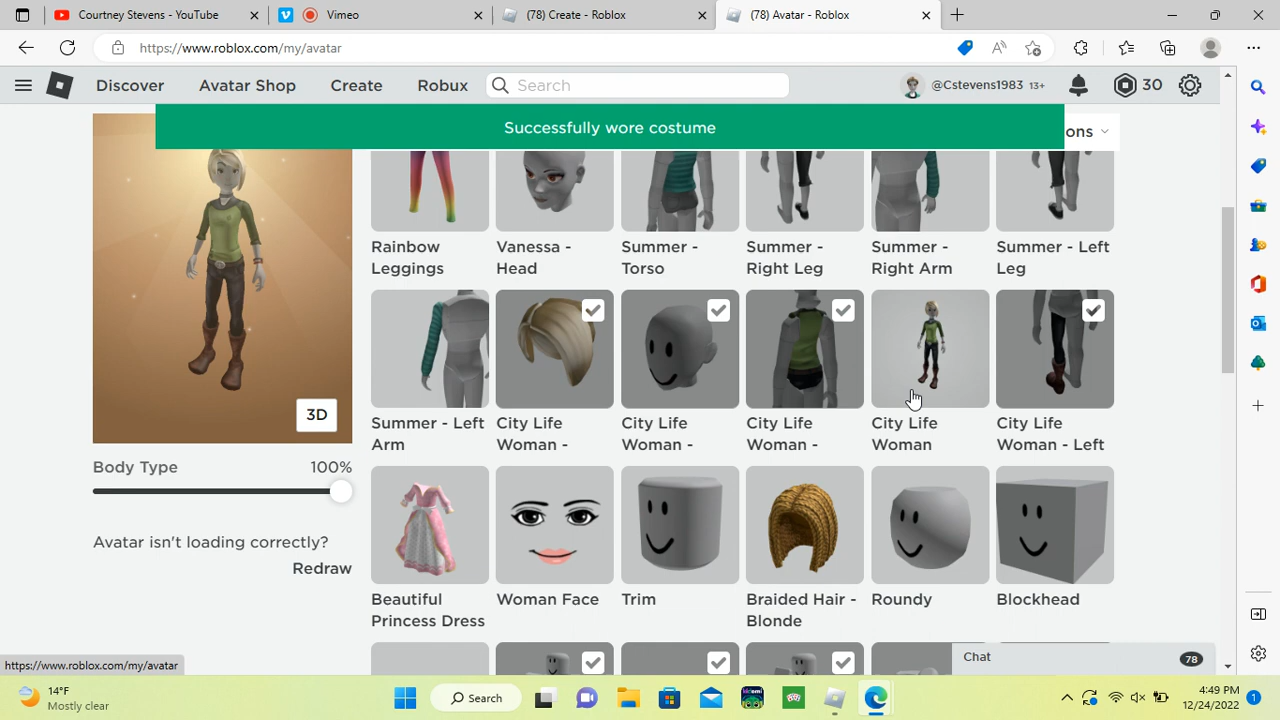 Courtney Stevens - YouTube
Vimeo
(78) Create - Roblox
(78) Avatar - Roblox
https://www.roblox.com/my/avatar
Discover
Avatar Shop
Create
Robux
Search
@Cstevens1983 13+
30
Successfully wore costume
ons
3D
Body Type 100%
Avatar isn't loading correctly?
Redraw
Rainbow
Leggings
Vanessa -
Head
Summer -
Torso
Summer -
Right Leg
Summer -
Right Arm
Summer - Left
Leg
Summer - Left
Arm
City Life
Woman -
City Life
Woman -
City Life
Woman -
City Life
Woman
City Life
Woman - Left
Beautiful
Princess Dress
Woman Face
Trim
Braided Hair -
Blonde
Roundy
Blockhead
Chat
78
https://www.roblox.com/my/avatar
14°F
Mostly clear
Search
4:49 PM
12/24/2022
1